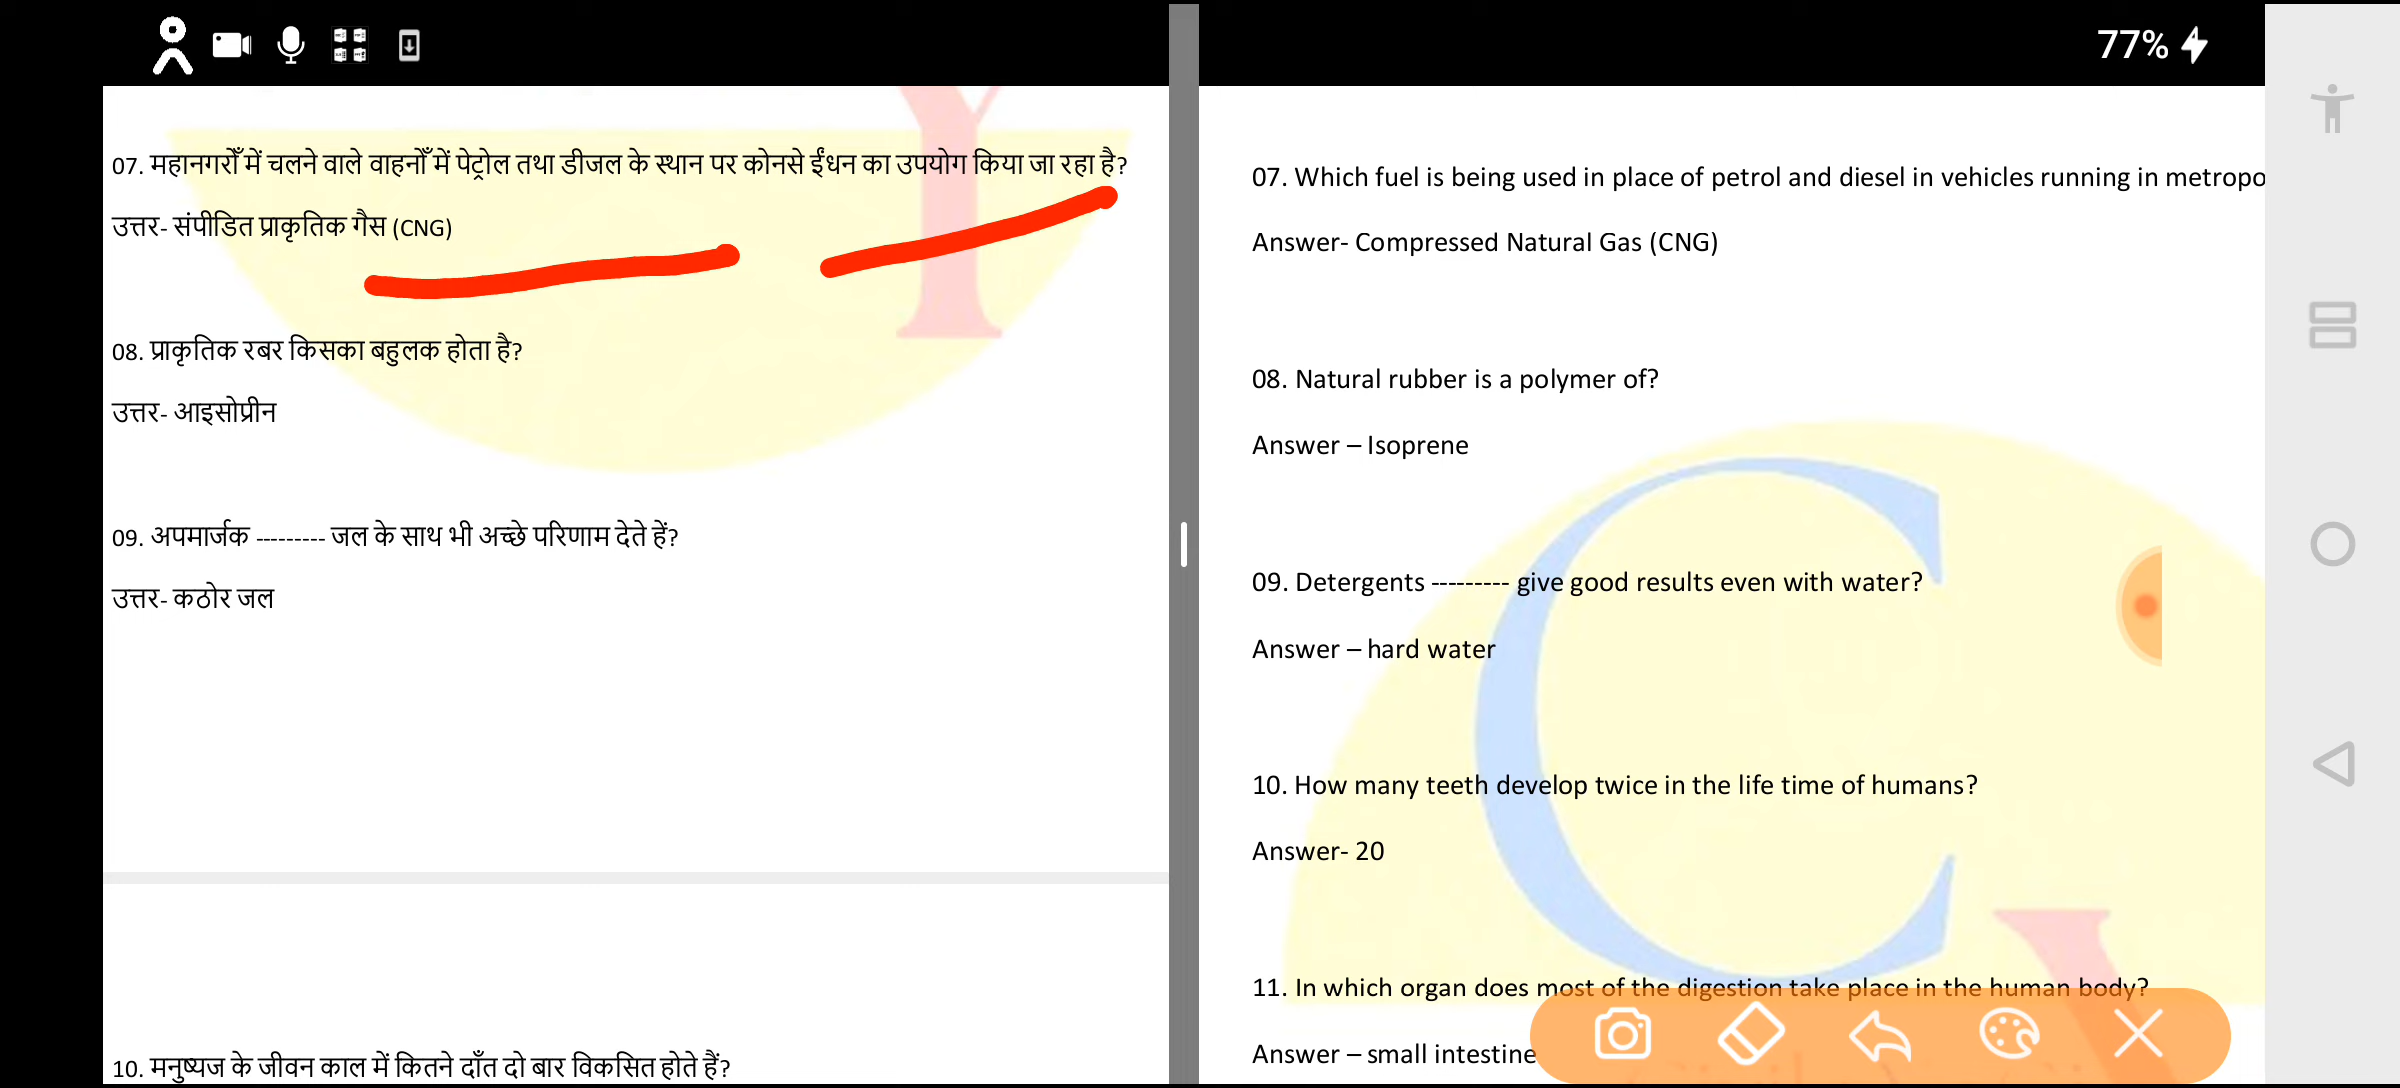 77%
07. महानगरोँ में चलने वाले वाहनोँ में पेट्रोल तथा डीजल के स्थान पर कोनसे ईंधन का उपयोग किया जा रहा है?
उत्तर- संपीडित प्राकृतिक गैस (CNG)
08. प्राकृतिक रबर किसका बहुलक होता है?
उत्तर- आइसोप्रीन
09. अपमार्जक --------- जल के साथ भी अच्छे परिणाम देते हें?
उत्तर- कठोर जल
10. मनुष्यज के जीवन काल में कितने दाँत दो बार विकसित होते हैं?
07. Which fuel is being used in place of petrol and diesel in vehicles running in metropo
Answer- Compressed Natural Gas (CNG)
08. Natural rubber is a polymer of?
Answer – Isoprene
09. Detergents --------- give good results even with water?
Answer – hard water
10. How many teeth develop twice in the life time of humans?
Answer- 20
11. In which organ does most of the digestion take place in the human body?
Answer – small intestine